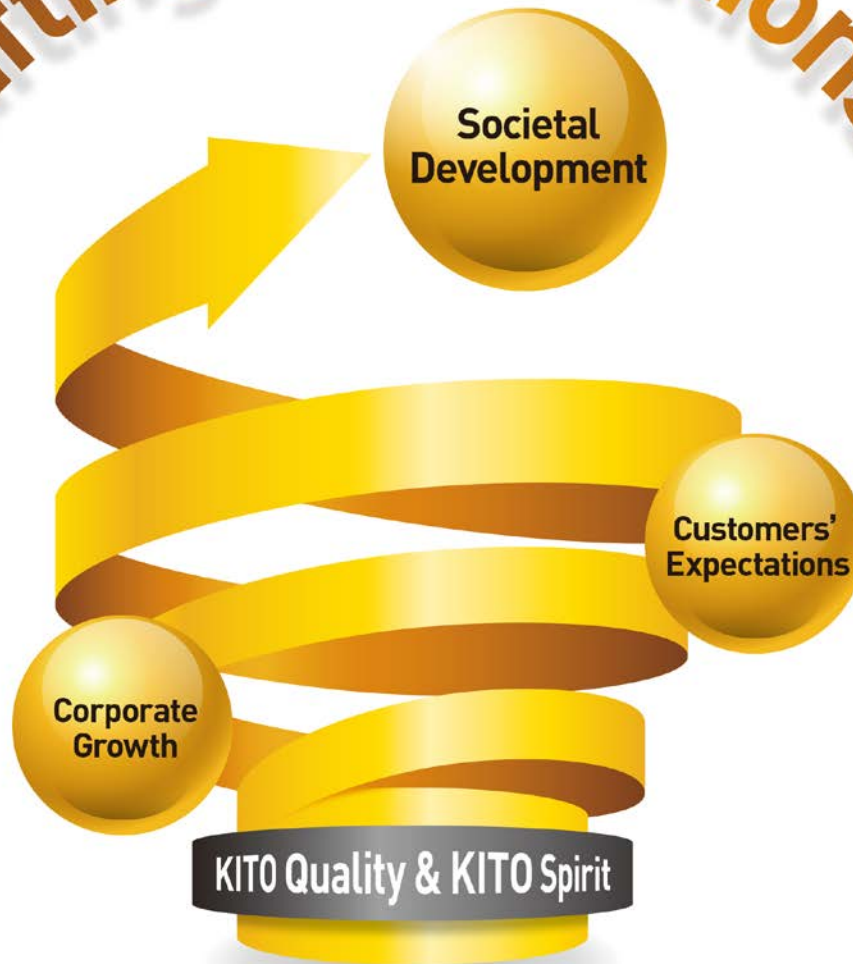 Societal
Development
Customers'
Expectations
Corporate
Growth
KITO Quality & KITO Spirit